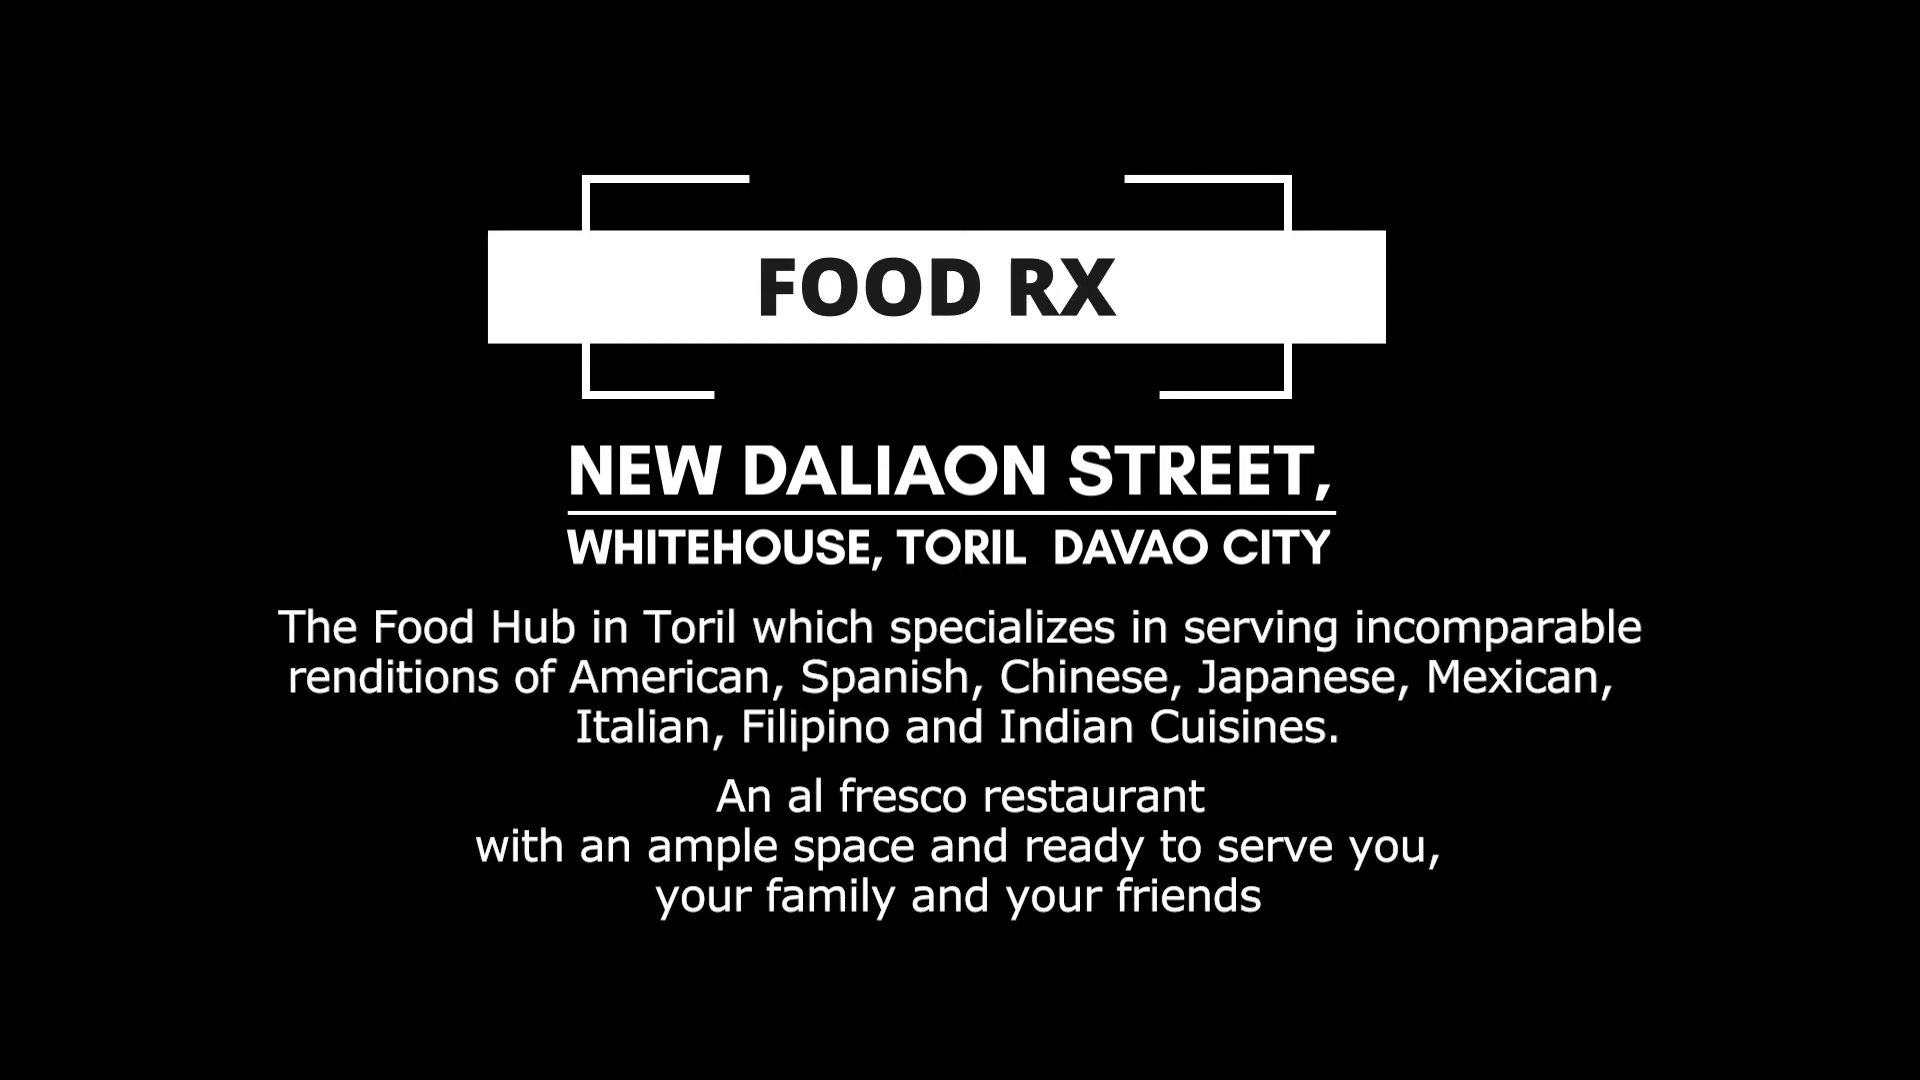 FOOD RX
NEW DALIAON STREET,
WHITEHOUSE, TORIL  DAVAO CITY
The Food Hub in Toril which specializes in serving incomparable
renditions of American, Spanish, Chinese, Japanese, Mexican,
Italian, Filipino and Indian Cuisines.
An al fresco restaurant
with an ample space and ready to serve you,
your family and your friends